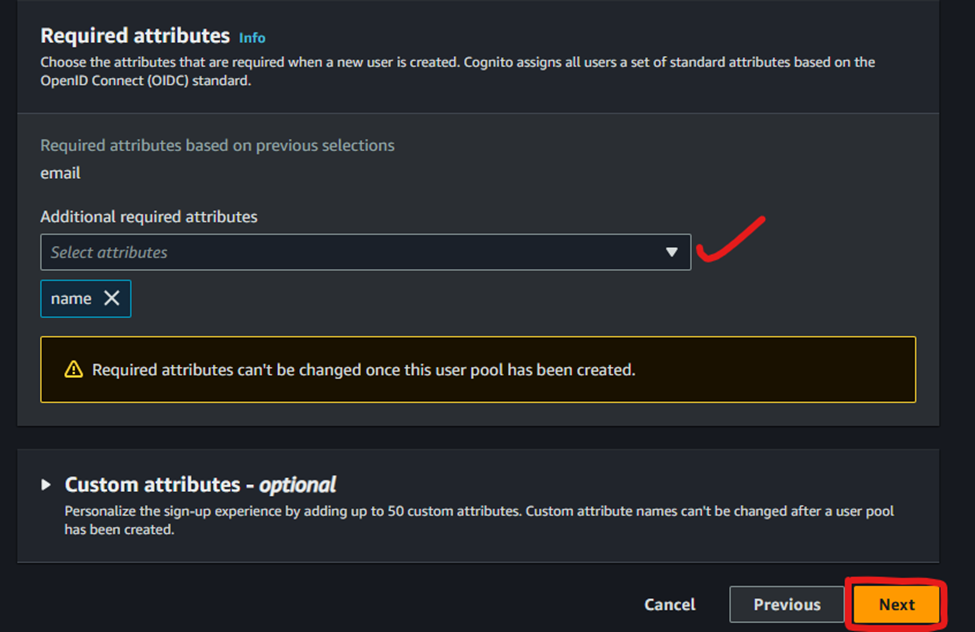 Required attributes Info
Choose the attributes that are required when a new user is created. Cognito assigns all users a set of standard attributes based on the
OpenID Connect (OIDC) standard.
Required attributes based on previous selections
email
Additional required attributes
Select attributes
name
Required attributes can't be changed once this user pool has been created.
Custom attributes - optional
Personalize the sign-up experience by adding up to 50 custom attributes. Custom attribute names can't be changed after a user pool
has been created.
Cancel Previous Next